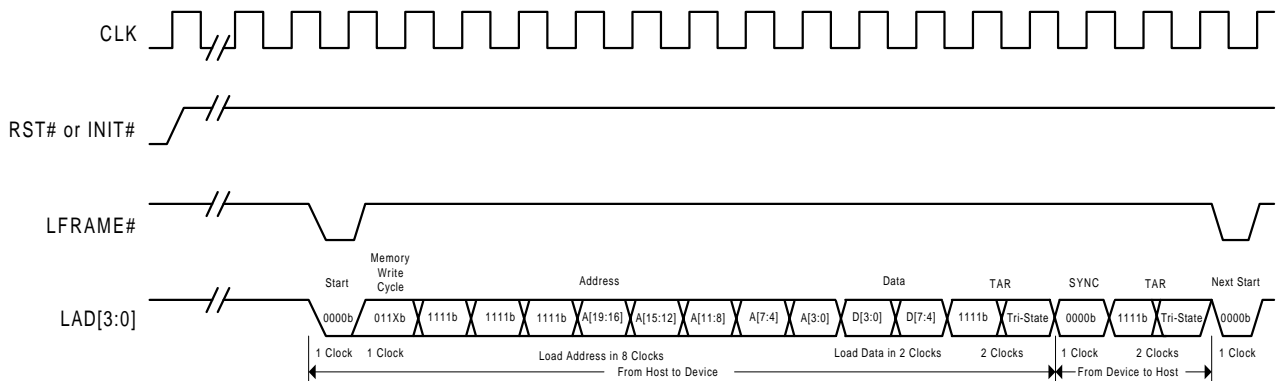 CLK
RST# or INIT#
LFRAME#
Memory
Write
Cycle
Start Address Data TAR SYNC TAR Next Start
LAD[3:0] 0000b 011Xb 1111b 1111b 1111b A[19:16] A[15:12] A[11:8] A[7:4] A[3:0] D[3:0] D[7:4] 1111b Tri-State 0000b 1111b Tri-State 0000b
1 Clock 1 Clock Load Address in 8 Clocks Load Data in 2 Clocks 2 Clocks 1 Clock 2 Clocks 1 Clock
From Host to Device From Device to Host